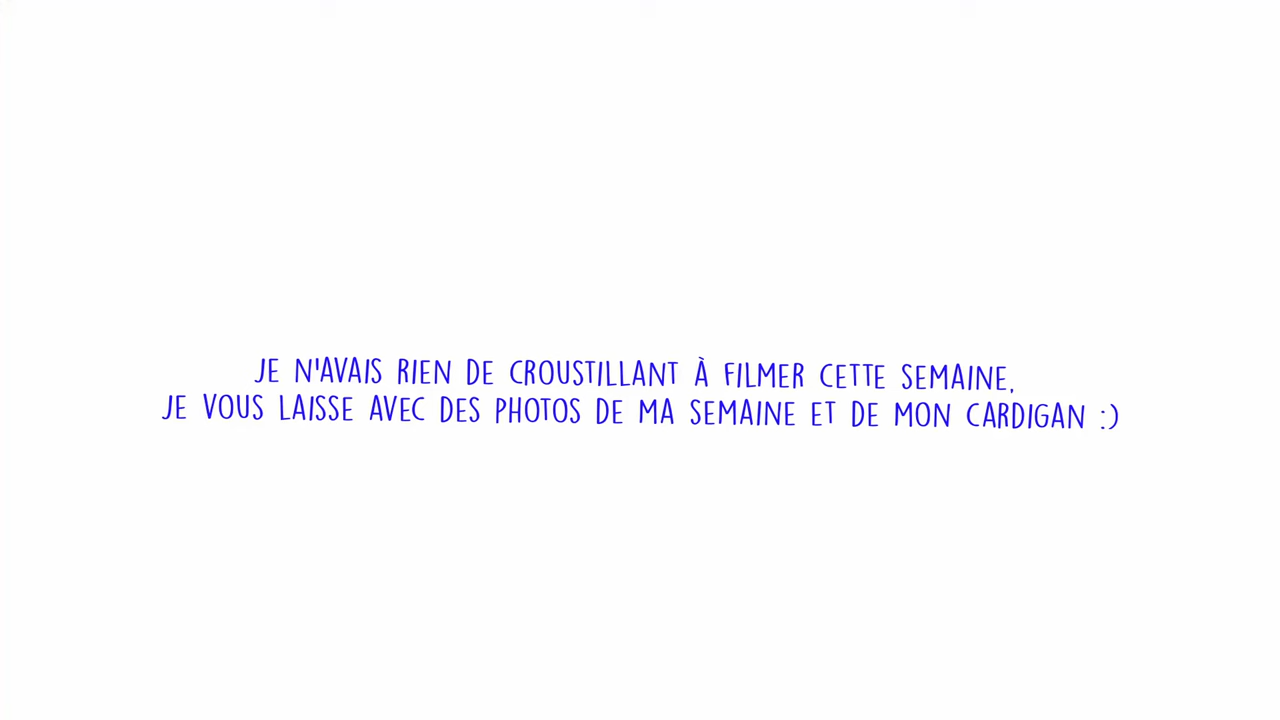 JE N'AVAIS RIEN DE CROUSTILLANT À FILMER CETTE SEMAINE,
JE VOUS LAISSE AVEC DES PHOTOS DE MA SEMAINE ET DE MON CARDIGAN :)